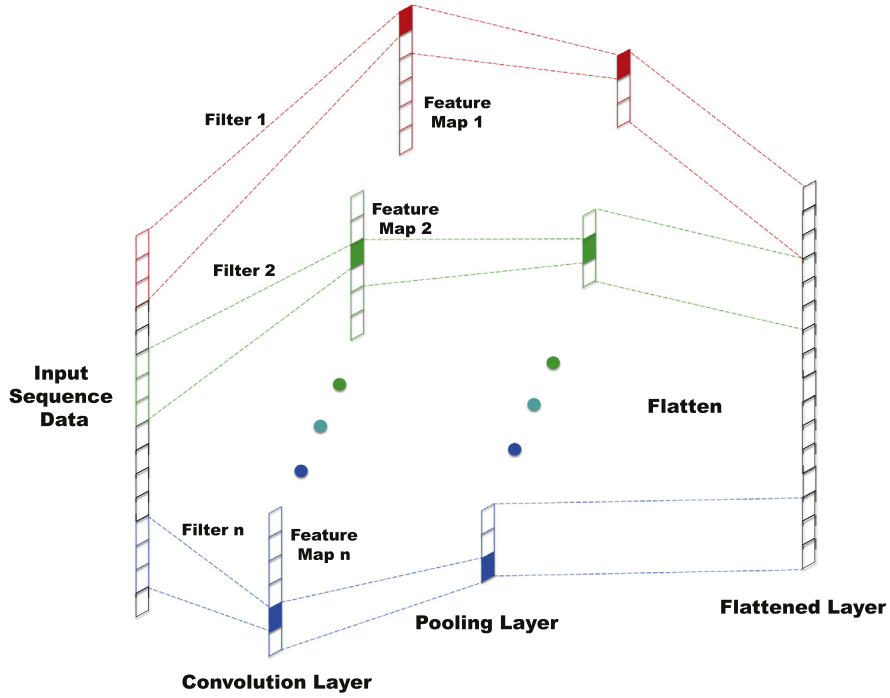 Filter 1
Feature
Map 1
Feature
Map 2
Filter 2
Input
Sequence
Data
Flatten
Filter n
Feature
Map n
Pooling Layer
Flattened Layer
Convolution Layer